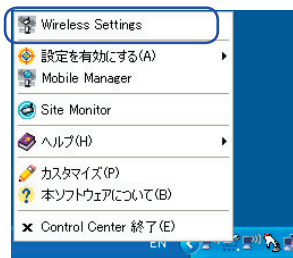 Wireless Settings
設定を有効にする(A)
Mobile Manager
Site Monitor
ヘルプ(H)
カスタマイズ(P)
本ソフトウェアについて(B)
Control Center 終了(E)
EN